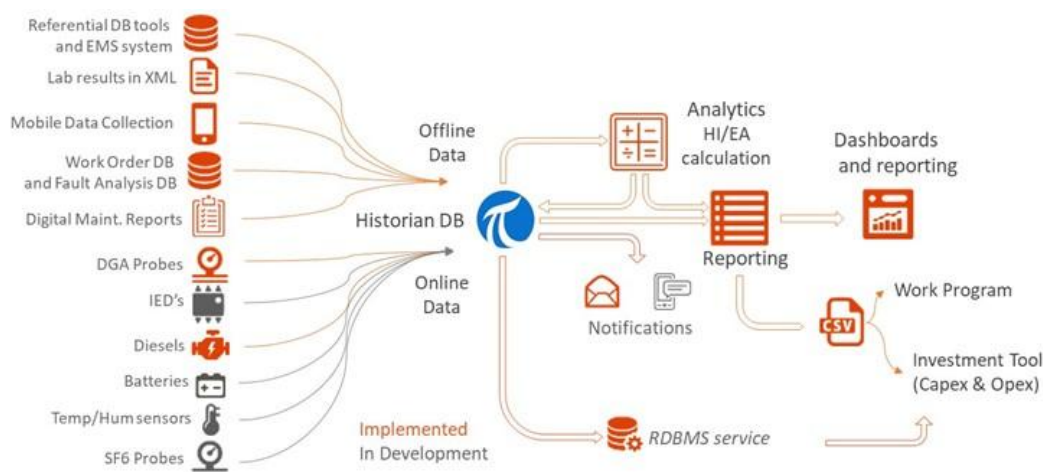 Referential DB tools
and EMS system
Lab results in XML
Mobile Data Collection
Work Order DB
and Fault Analysis DB
Digital Maint. Reports
DGA Probes
IED's
Diesels
Batteries
Temp/Hum sensors
SF6 Probes
Offline
Data
Historian DB
Online
Data
Implemented
In Development
Analytics
HI/EA
calculation
Dashboards
and reporting
Reporting
Notifications
CSV
Work Program
Investment Tool
(Capex & Opex)
RDBMS service